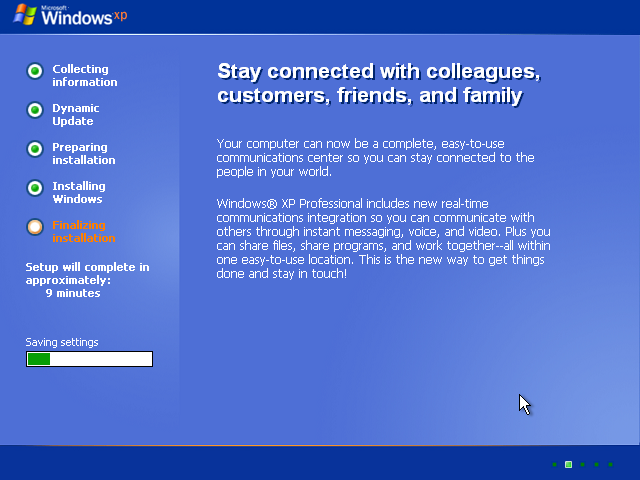 Microsoft
Windows xp
Collecting
information
Dynamic
Update
Preparing
installation
Installing
Windows
Finalizing
installation
Setup will complete in
approximately:
9 minutes
Saving settings
Stay connected with colleagues,
customers, friends, and family
Your computer can now be a complete, easy-to-use
communications center so you can stay connected to the
people in your world.
Windows® XP Professional includes new real-time
communications integration so you can communicate with
others through instant messaging, voice, and video. Plus you
can share files, share programs, and work together--all within
one easy-to-use location. This is the new way to get things
done and stay in touch!